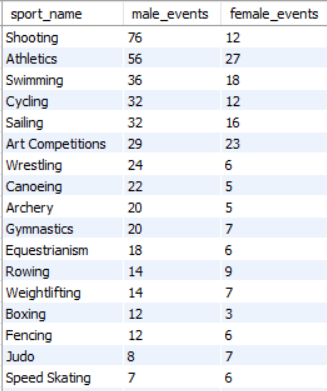 sport_name male_events female_events
Shooting 76 12
Athletics 56 27
Swimming 36 18
Cycling 32 12
Sailing 32 16
Art Competitions 29 23
Wrestling 24 6
Canoeing 22 5
Archery 20 5
Gymnastics 20 7
Equestrianism 18 6
Rowing 14 9
Weightlifting 14 7
Boxing 12 3
Fencing 12 6
Judo 8 7
Speed Skating 7 6